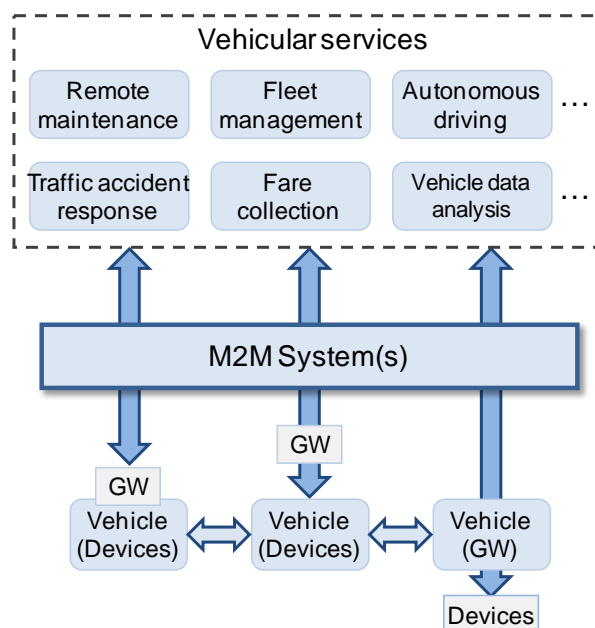 Vehicular services
Remote
maintenance
Fleet
management
Autonomous
driving
...
Traffic accident
response
Fare
collection
Vehicle data
analysis
...
M2M System(s)
GW
GW
Vehicle
(Devices)
Vehicle
(Devices)
Vehicle
(GW)
Devices